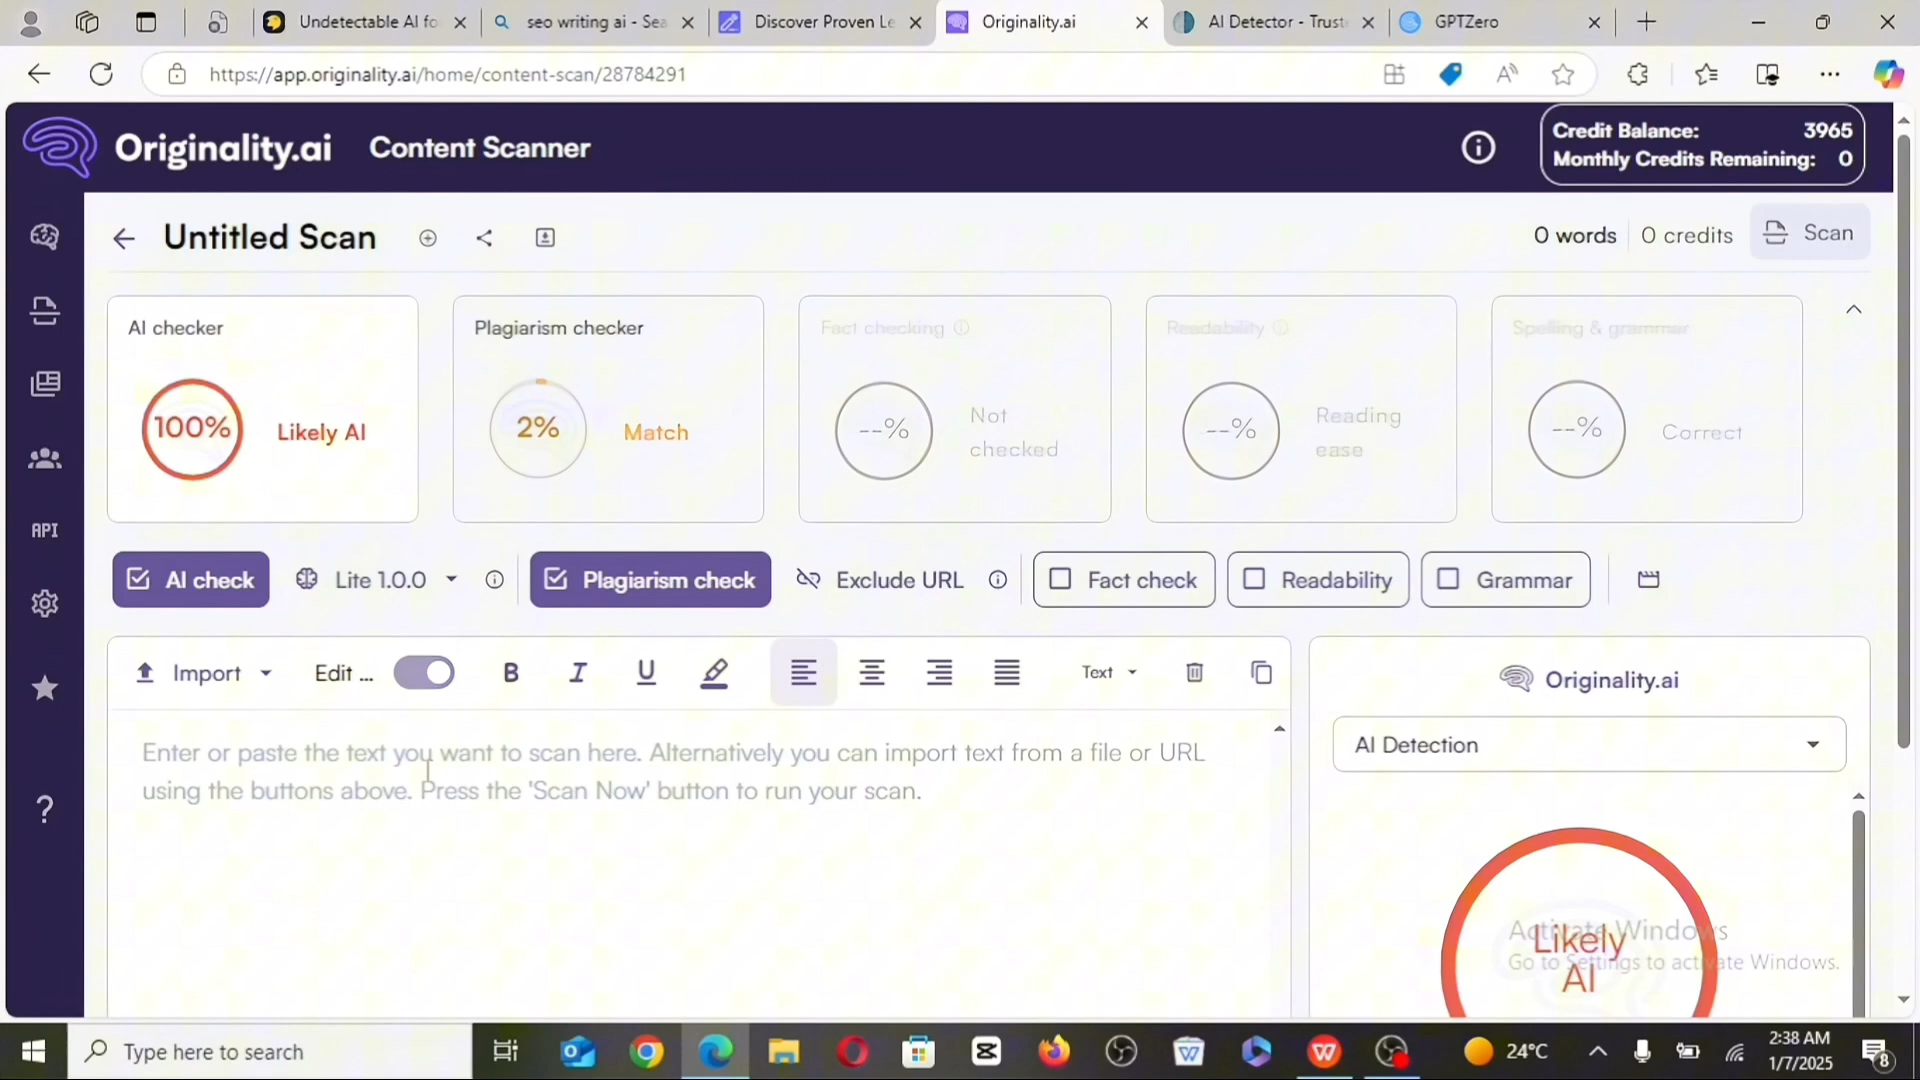 Undetectable AI fo
seo writing ai - Sea
Discover Proven Le
Originality.ai
AI Detector - Trust
GPTZero
https://app.originality.ai/home/content-scan/28784291
Originality.ai Content Scanner
Credit Balance: 3965
Monthly Credits Remaining: 0
Untitled Scan
0 words
0 credits
Scan
AI checker
100%
Likely AI
Plagiarism checker
2%
Match
Fact checking
--%
Not
checked
Readability
--%
Reading
ease
Spelling & grammar
--%
Correct
API
AI check
Lite 1.0.0
Plagiarism check
Exclude URL
Fact check
Readability
Grammar
Import
Edit ...
B I U
Text
Originality.ai
Enter or paste the text you want to scan here. Alternatively you can import text from a file or URL
using the buttons above. Press the 'Scan Now' button to run your scan.
AI Detection
Likely
AI
Activate Windows
Go to Settings to activate Windows.
Type here to search
24°C
2:38 AM
1/7/2025
8